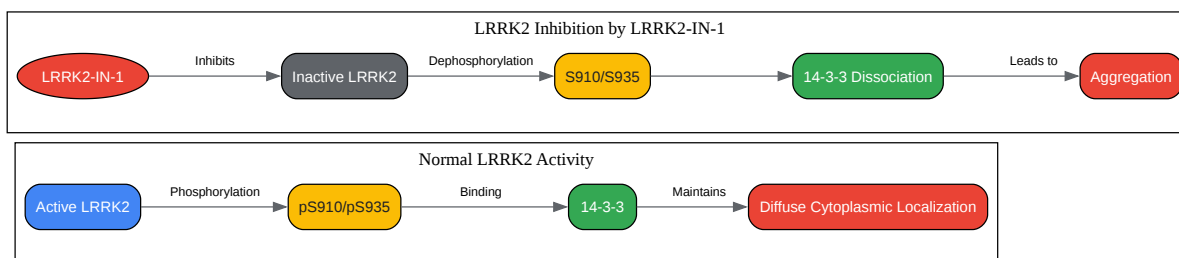 LRRK2 Inhibition by LRRK2-IN-1
LRRK2-IN-1
Inhibits
Inactive LRRK2
Dephosphorylation
S910/S935
14-3-3 Dissociation
Leads to
Aggregation
Normal LRRK2 Activity
Active LRRK2
Phosphorylation
pS910/pS935
Binding
14-3-3
Maintains
Diffuse Cytoplasmic Localization